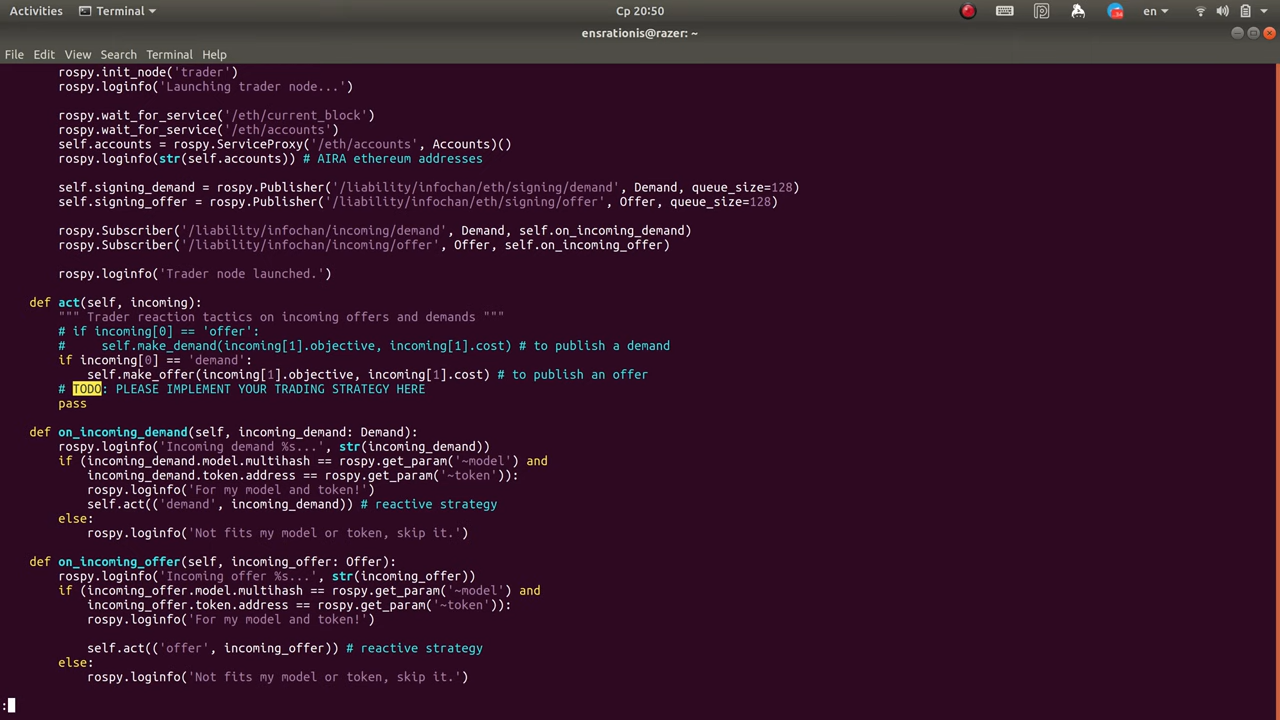 Activities Terminal Ср 20:50 en
ensrationis@razer: ~
File Edit View Search Terminal Help
rospy.init_node('trader')
rospy.loginfo('Launching trader node...')
rospy.wait_for_service('/eth/current_block')
rospy.wait_for_service('/eth/accounts')
self.accounts = rospy.ServiceProxy('/eth/accounts', Accounts)()
rospy.loginfo(str(self.accounts)) # AIRA ethereum addresses
self.signing_demand = rospy.Publisher('/liability/infochan/eth/signing/demand', Demand, queue_size=128)
self.signing_offer = rospy.Publisher('/liability/infochan/eth/signing/offer', Offer, queue_size=128)
rospy.Subscriber('/liability/infochan/incoming/demand', Demand, self.on_incoming_demand)
rospy.Subscriber('/liability/infochan/incoming/offer', Offer, self.on_incoming_offer)
rospy.loginfo('Trader node launched.')
def act(self, incoming):
""" Trader reaction tactics on incoming offers and demands """
# if incoming[0] == 'offer':
#     self.make_demand(incoming[1].objective, incoming[1].cost) # to publish a demand
if incoming[0] == 'demand':
self.make_offer(incoming[1].objective, incoming[1].cost) # to publish an offer
# TODO: PLEASE IMPLEMENT YOUR TRADING STRATEGY HERE
pass
def on_incoming_demand(self, incoming_demand: Demand):
rospy.loginfo('Incoming demand %s...', str(incoming_demand))
if (incoming_demand.model.multihash == rospy.get_param('~model') and
incoming_demand.token.address == rospy.get_param('~token')):
rospy.loginfo('For my model and token!')
self.act(('demand', incoming_demand)) # reactive strategy
else:
rospy.loginfo('Not fits my model or token, skip it.')
def on_incoming_offer(self, incoming_offer: Offer):
rospy.loginfo('Incoming offer %s...', str(incoming_offer))
if (incoming_offer.model.multihash == rospy.get_param('~model') and
incoming_offer.token.address == rospy.get_param('~token')):
rospy.loginfo('For my model and token!')
self.act(('offer', incoming_offer)) # reactive strategy
else:
rospy.loginfo('Not fits my model or token, skip it.')
: